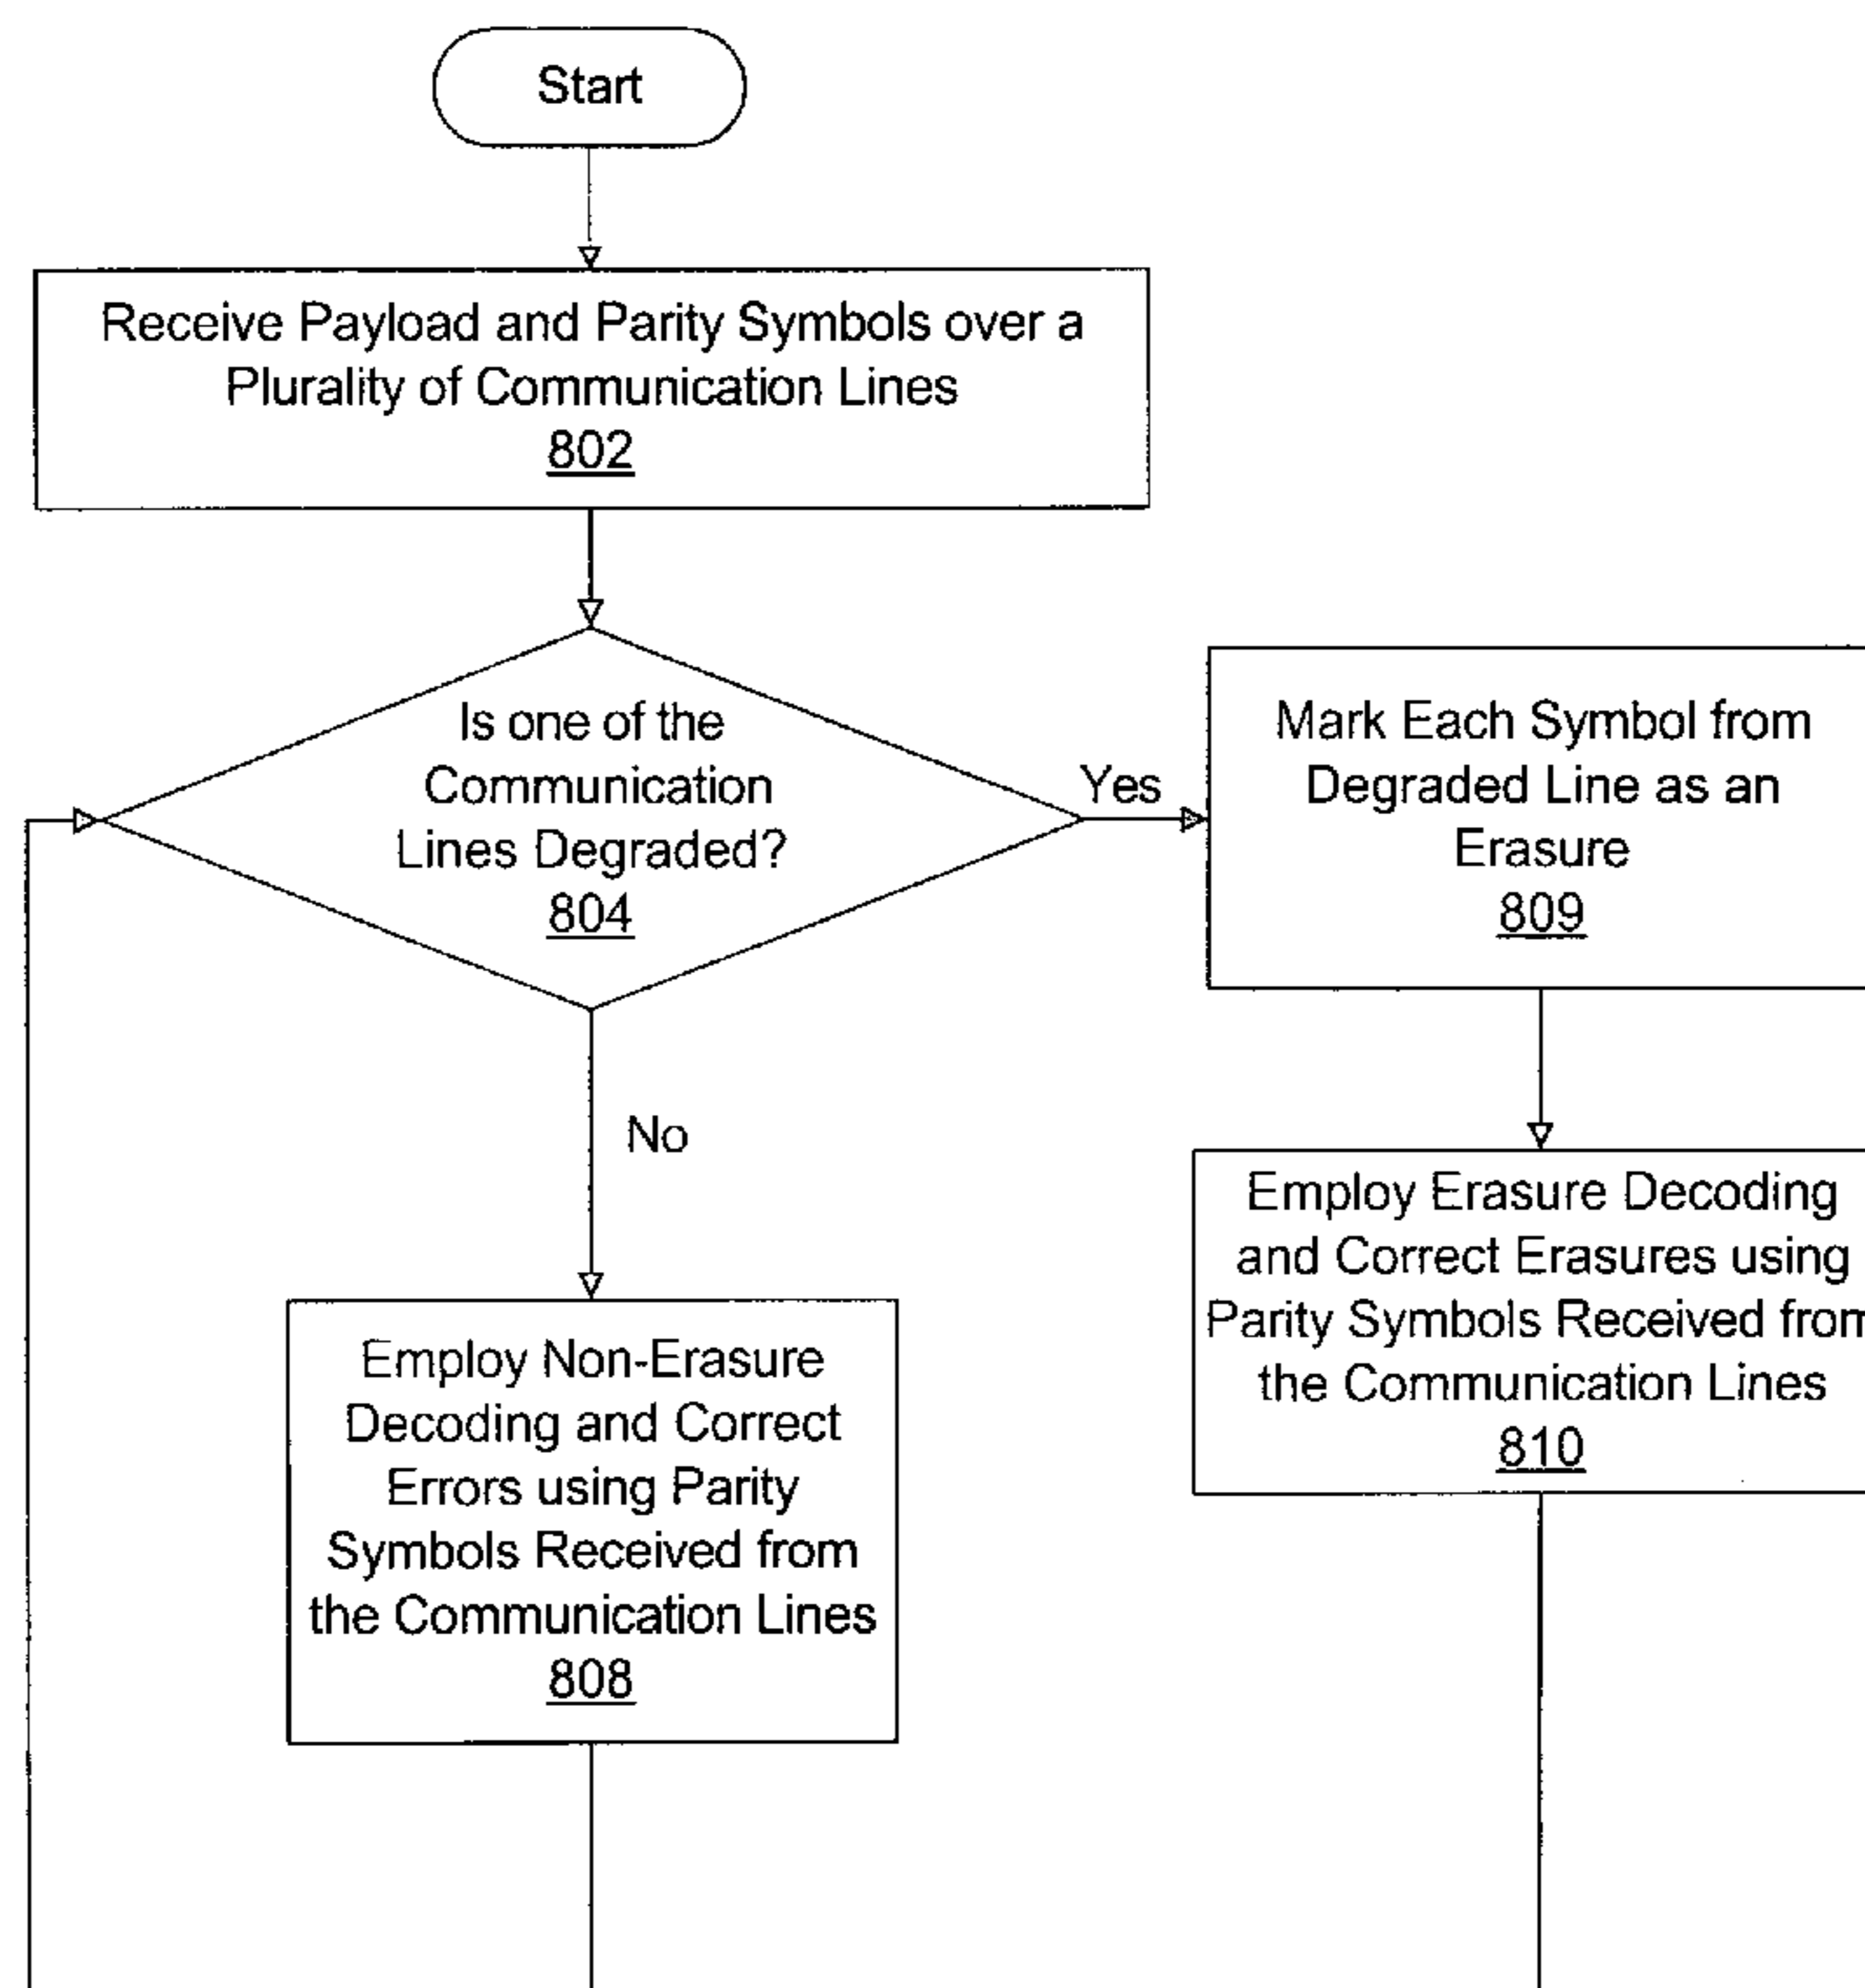 Start
Receive Payload and Parity Symbols over a
Plurality of Communication Lines
802
Is one of the
Communication
Lines Degraded?
804
Yes
Mark Each Symbol from
Degraded Line as an
Erasure
809
No
Employ Erasure Decoding
and Correct Erasures using
Parity Symbols Received from
the Communication Lines
810
Employ Non-Erasure
Decoding and Correct
Errors using Parity
Symbols Received from
the Communication Lines
808